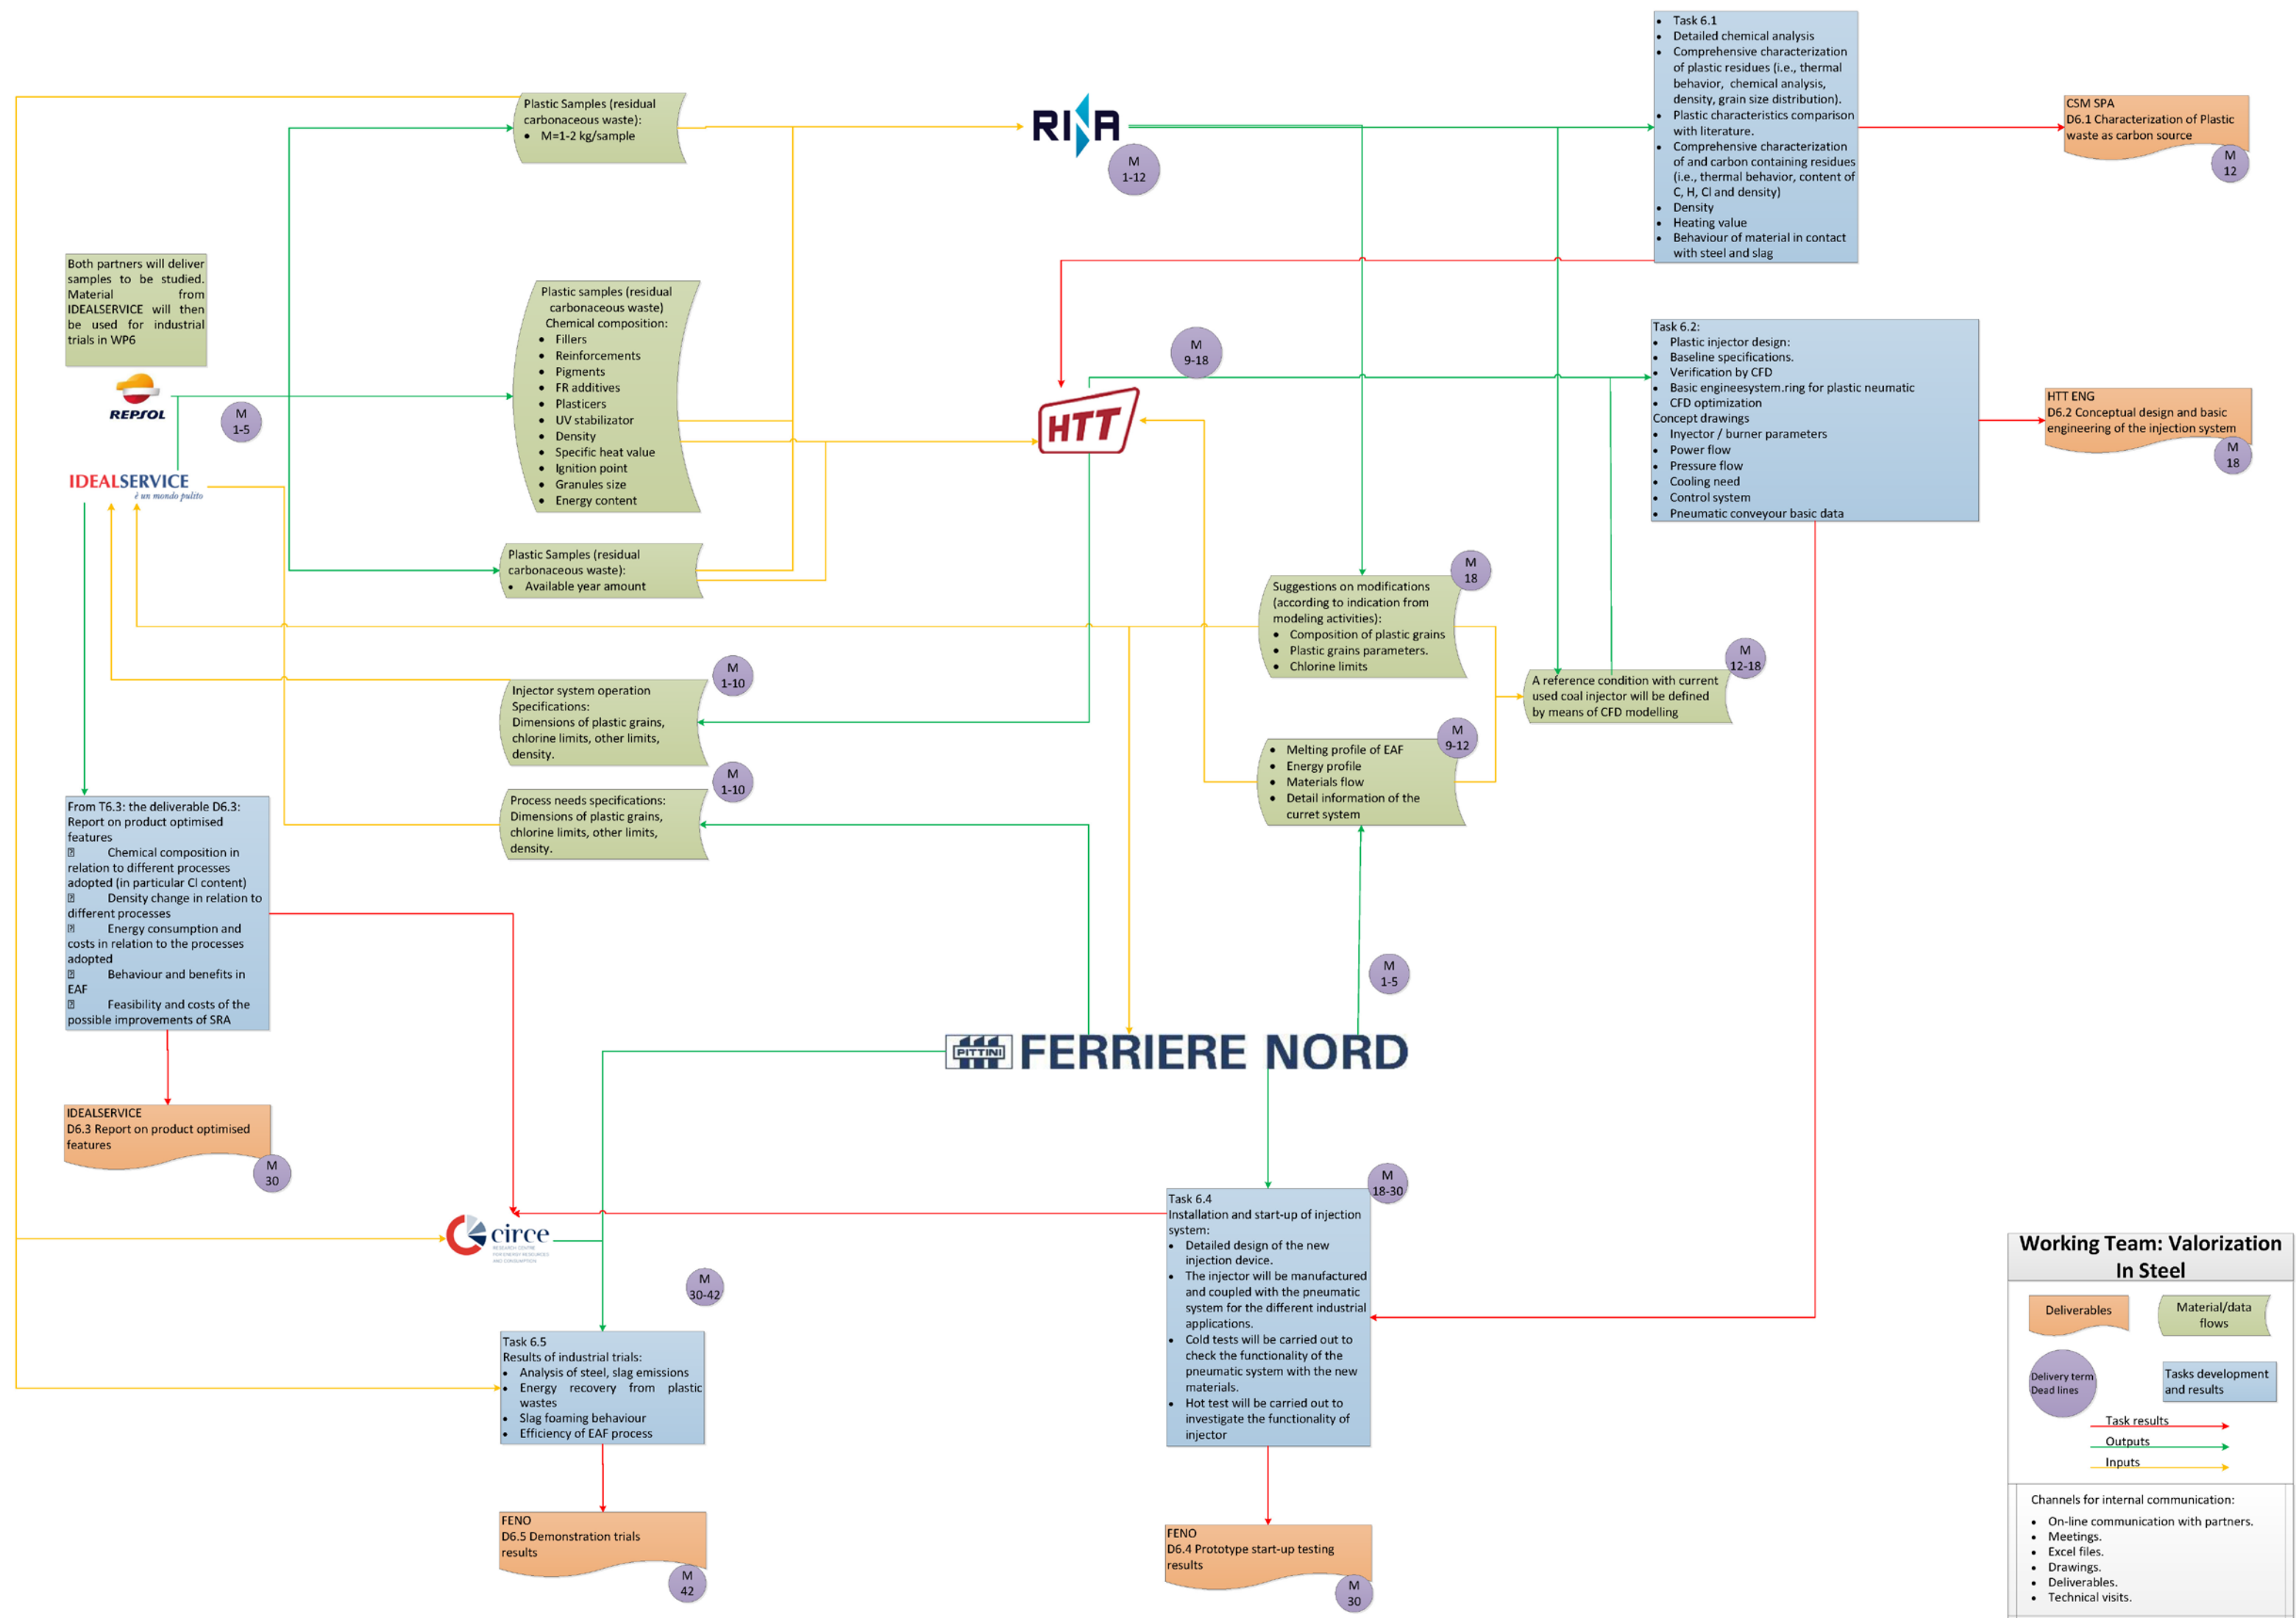 Both partners will deliver
samples to be studied.
Material from
IDEALSERVICE will then
be used for industrial
trials in WP6
REPSOL
M
1-5
IDEALSERVICE
è un mondo pulito
Plastic Samples (residual
carbonaceous waste):
• M=1-2 kg/sample
Plastic samples (residual
carbonaceous waste)
Chemical composition:
• Fillers
• Reinforcements
• Pigments
• FR additives
• Plasticers
• UV stabilizator
• Density
• Specific heat value
• Ignition point
• Granules size
• Energy content
Plastic Samples (residual
carbonaceous waste):
• Available year amount
RINA
M
1-12
• Task 6.1
• Detailed chemical analysis
• Comprehensive characterization
of plastic residues (i.e., thermal
behavior, chemical analysis,
density, grain size distribution).
• Plastic characteristics comparison
with literature.
• Comprehensive characterization
of and carbon containing residues
(i.e., thermal behavior, content of
C, H, Cl and density)
• Density
• Heating value
• Behaviour of material in contact
with steel and slag
CSM SPA
D6.1 Characterization of Plastic
waste as carbon source
M
12
M
9-18
HTT
Task 6.2:
• Plastic injector design:
• Baseline specifications.
• Verification by CFD
• Basic engineesystem.ring for plastic neumatic
• CFD optimization
Concept drawings
• Inyector / burner parameters
• Power flow
• Pressure flow
• Cooling need
• Control system
• Pneumatic conveyour basic data
HTT ENG
D6.2 Conceptual design and basic
engineering of the injection system
M
18
M
18
Suggestions on modifications
(according to indication from
modeling activities):
• Composition of plastic grains
• Plastic grains parameters.
• Chlorine limits
M
12-18
A reference condition with current
used coal injector will be defined
by means of CFD modelling
M
1-10
Injector system operation
Specifications:
Dimensions of plastic grains,
chlorine limits, other limits,
density.
M
9-12
• Melting profile of EAF
• Energy profile
• Materials flow
• Detail information of the
curret system
M
1-10
Process needs specifications:
Dimensions of plastic grains,
chlorine limits, other limits,
density.
From T6.3: the deliverable D6.3:
Report on product optimised
features
Chemical composition in
relation to different processes
adopted (in particular Cl content)
Density change in relation to
different processes
Energy consumption and
costs in relation to the processes
adopted
Behaviour and benefits in
EAF
Feasibility and costs of the
possible improvements of SRA
M
1-5
PITTINI FERRIERE NORD
IDEALSERVICE
D6.3 Report on product optimised
features
M
30
circe
RESEARCH CENTRE
FOR ENERGY RESOURCES
AND CONSUMPTION
M
30-42
Task 6.5
Results of industrial trials:
• Analysis of steel, slag emissions
• Energy recovery from plastic
wastes
• Slag foaming behaviour
• Efficiency of EAF process
FENO
D6.5 Demonstration trials
results
M
42
M
18-30
Task 6.4
Installation and start-up of injection
system:
• Detailed design of the new
injection device.
• The injector will be manufactured
and coupled with the pneumatic
system for the different industrial
applications.
• Cold tests will be carried out to
check the functionality of the
pneumatic system with the new
materials.
• Hot test will be carried out to
investigate the functionality of
injector
FENO
D6.4 Prototype start-up testing
results
M
30
Working Team: Valorization
In Steel
Deliverables
Material/data
flows
Delivery term
Dead lines
Tasks development
and results
Task results
Outputs
Inputs
Channels for internal communication:
• On-line communication with partners.
• Meetings.
• Excel files.
• Drawings.
• Deliverables.
• Technical visits.